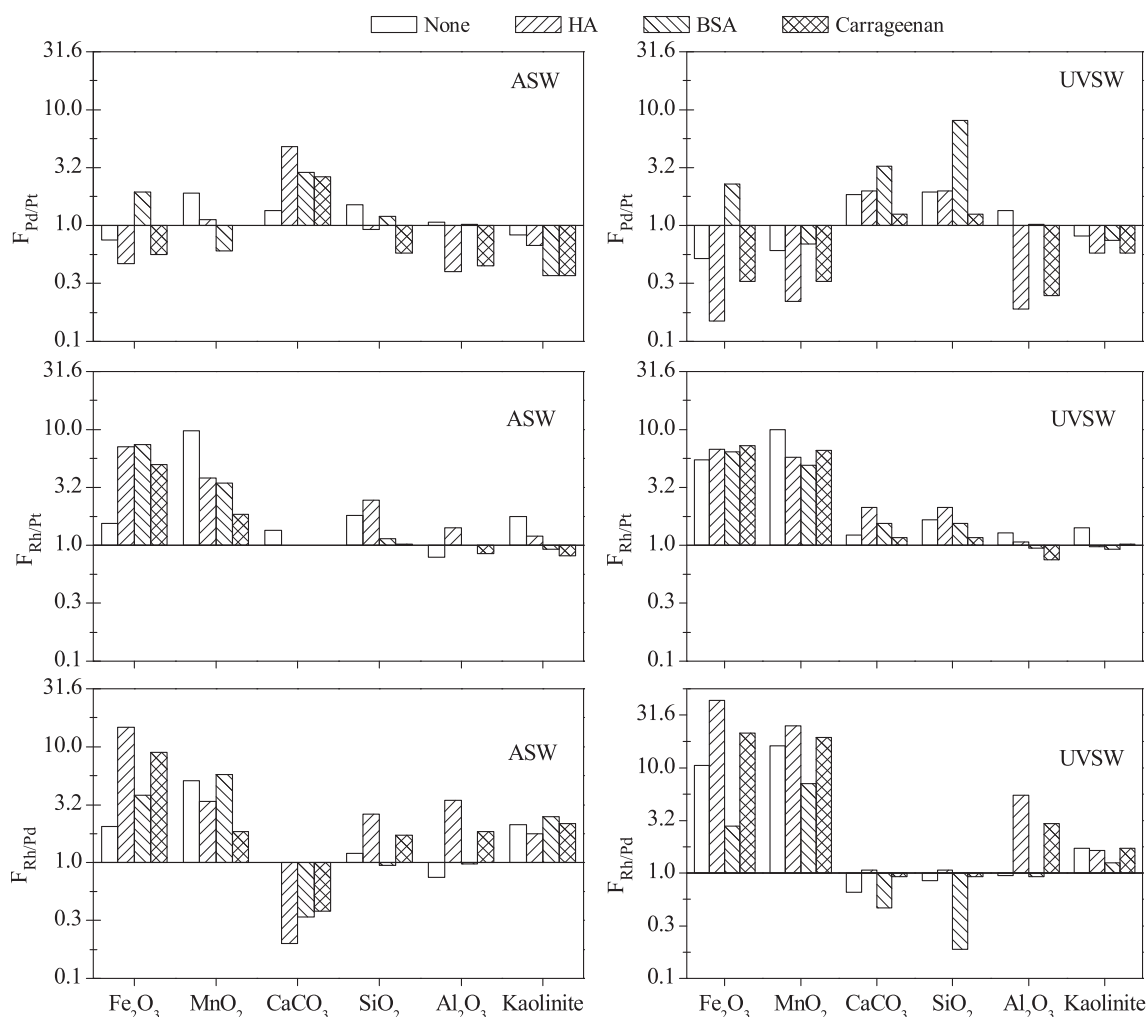 None HA BSA Carrageenan
31.6
10.0
3.2
1.0
0.3
0.1
F_Pd/Pt
ASW
31.6
10.0
3.2
1.0
0.3
0.1
F_Pd/Pt
UVSW
31.6
10.0
3.2
1.0
0.3
0.1
F_Rh/Pt
ASW
31.6
10.0
3.2
1.0
0.3
0.1
F_Rh/Pt
UVSW
31.6
10.0
3.2
1.0
0.3
0.1
F_Rh/Pd
ASW
Fe₂O₃ MnO₂ CaCO₃ SiO₂ Al₂O₃ Kaolinite
31.6
10.0
3.2
1.0
0.3
0.1
F_Rh/Pd
UVSW
Fe₂O₃ MnO₂ CaCO₃ SiO₂ Al₂O₃ Kaolinite